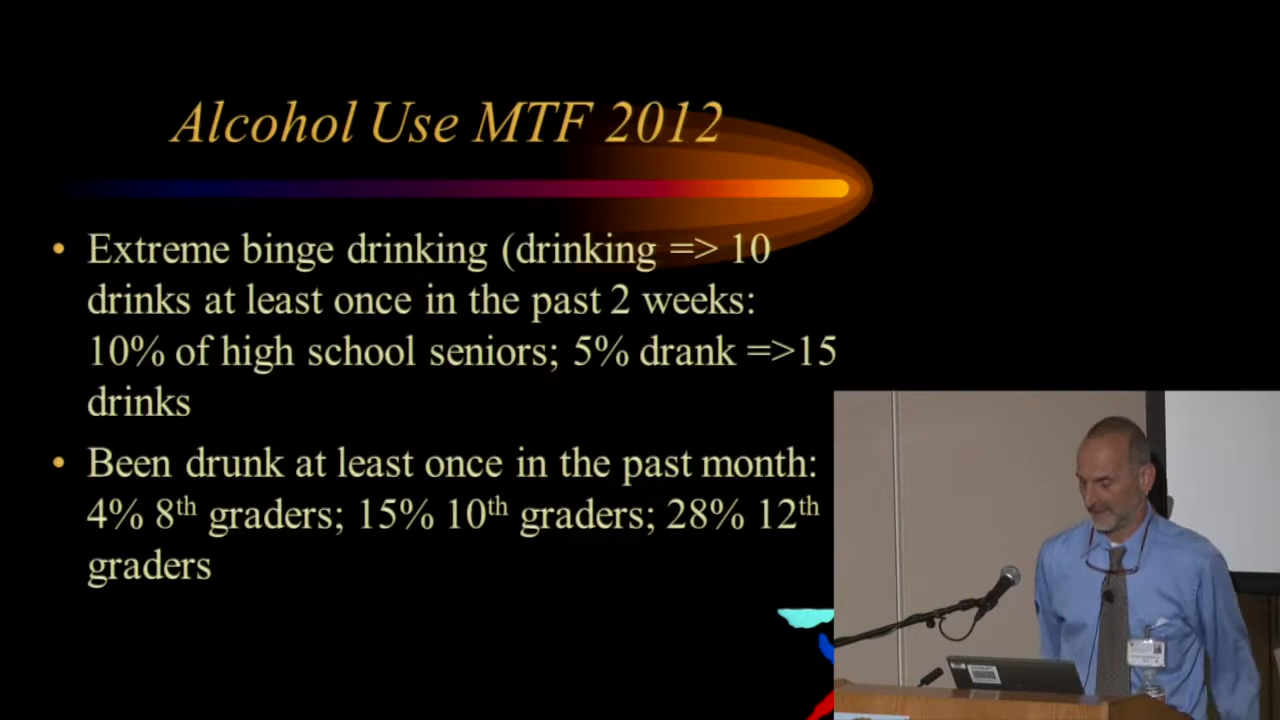 Alcohol Use MTF 2012
• Extreme binge drinking (drinking => 10
drinks at least once in the past 2 weeks:
10% of high school seniors; 5% drank =>15
drinks
• Been drunk at least once in the past month:
4% 8th graders; 15% 10th graders; 28% 12th
graders